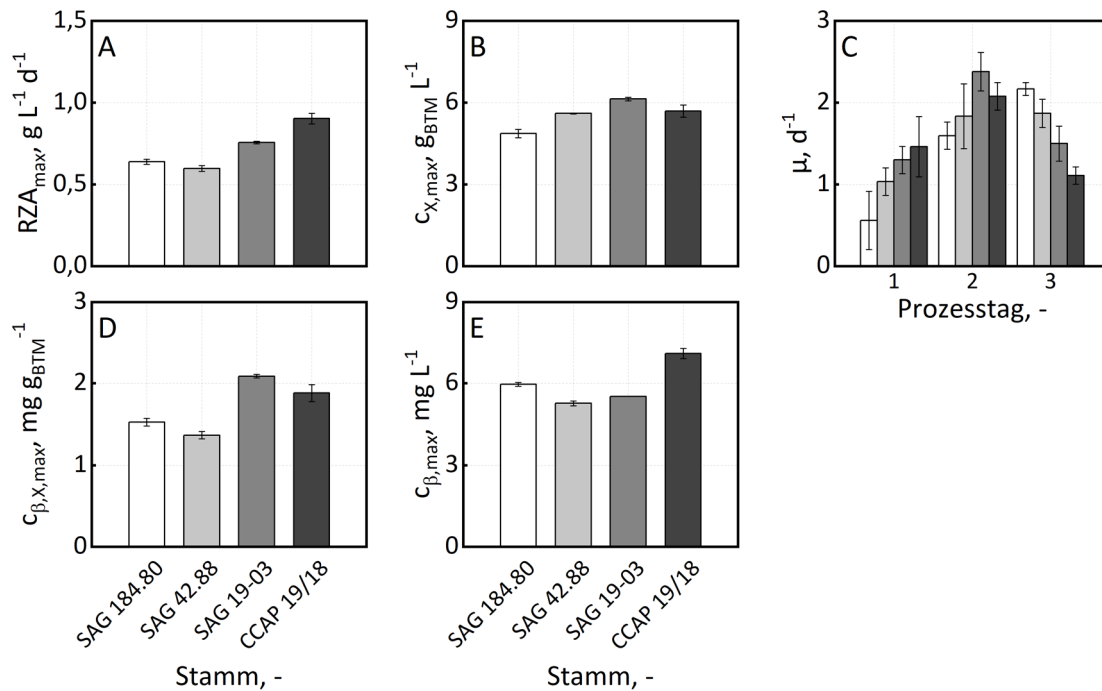 A
RZA_max, g L⁻¹ d⁻¹
1,5
1,0
0,5
0,0
B
c_X,max, g_BTM L⁻¹
9
6
3
0
C
μ, d⁻¹
3
2
1
0
1 2 3
Prozesstag, -
D
c_β,X,max, mg g_BTM⁻¹
3
2
1
0
SAG 184.80
SAG 42.88
SAG 19-03
CCAP 19/18
Stamm, -
E
c_β,max, mg L⁻¹
9
6
3
0
SAG 184.80
SAG 42.88
SAG 19-03
CCAP 19/18
Stamm, -